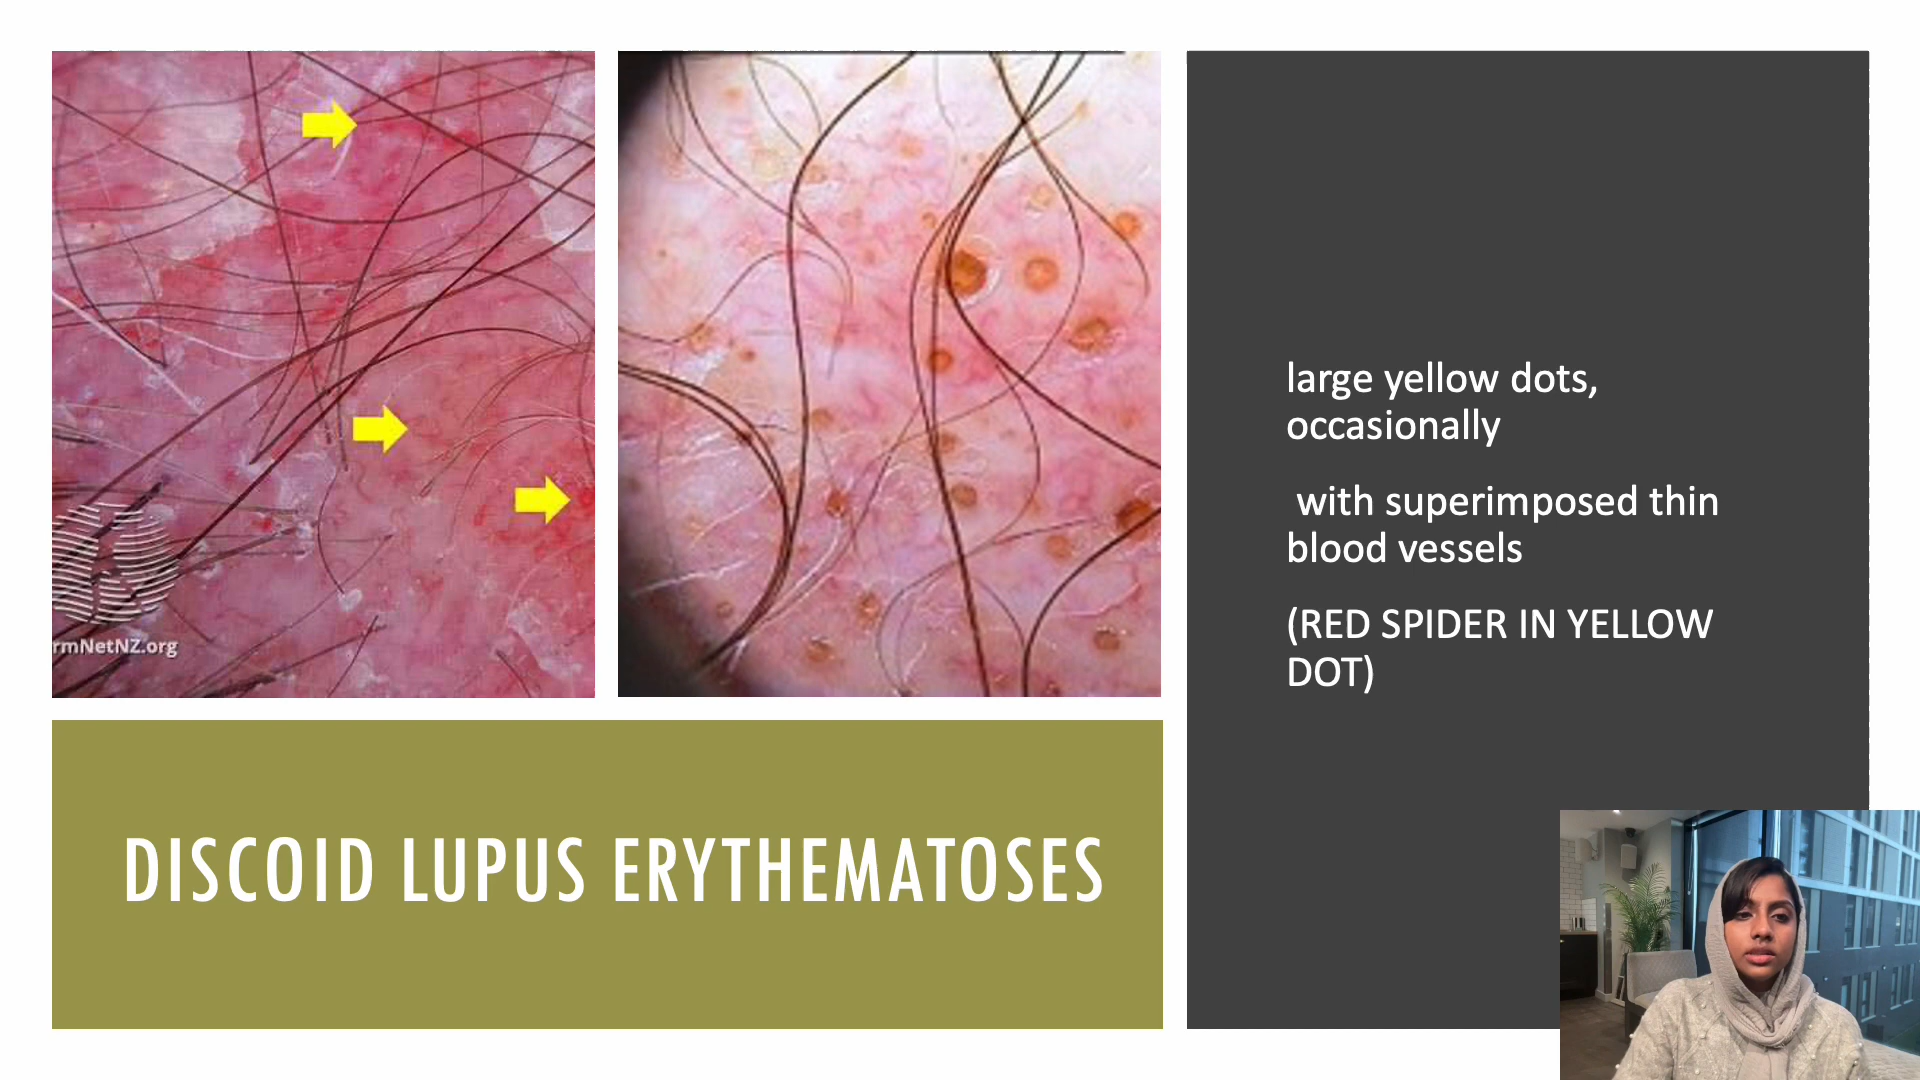 large yellow dots,
occasionally
with superimposed thin
blood vessels
(RED SPIDER IN YELLOW
DOT)
rmNetNZ.org
DISCOID LUPUS ERYTHEMATOSES